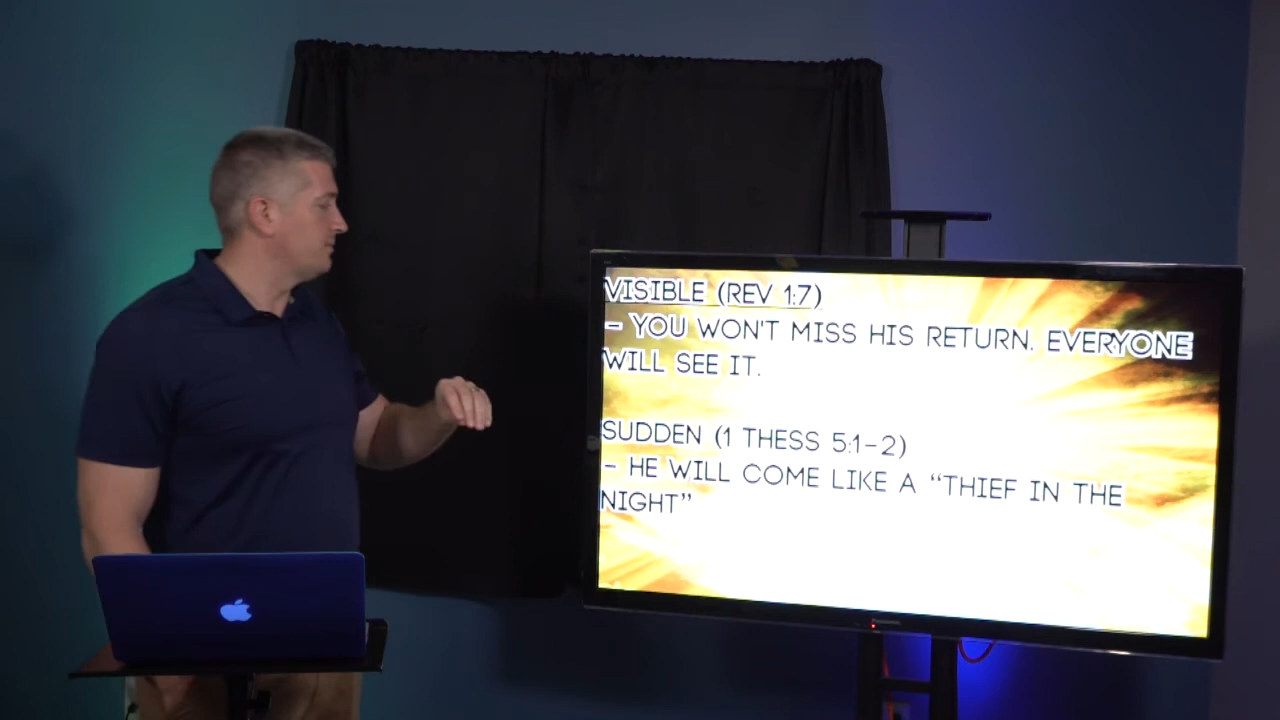 VISIBLE (REV 1:7)
- YOU WON'T MISS HIS RETURN. EVERYONE
WILL SEE IT.
SUDDEN (1 THESS 5:1-2)
- HE WILL COME LIKE A “THIEF IN THE
NIGHT”